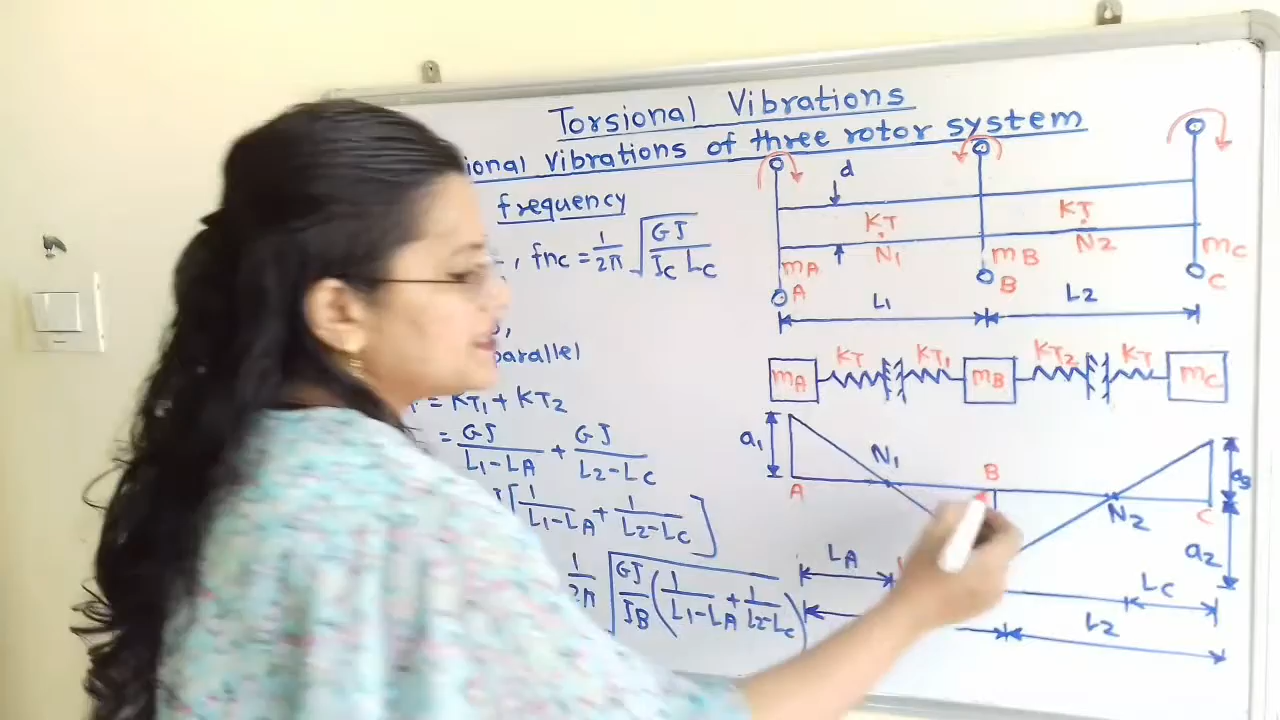 Torsional Vibrations
ional vibrations of three rotor system
frequency
, fnc = 1/2π √(GJ / IC LC)
parallel
= KT1 + KT2
= GJ / L1-LA + GJ / L2-LC
[1 / L1-LA + 1 / L2-LC]
1/2π √(GJ / IB (1 / L1-LA + 1 / L2-LC))
d
KT KT
N1 N2
mA mB mC
A B C
L1 L2
mA KT KT1 mB KT2 KT mC
a1 N1 B a3
A N2 C
a2
LA LC
L2